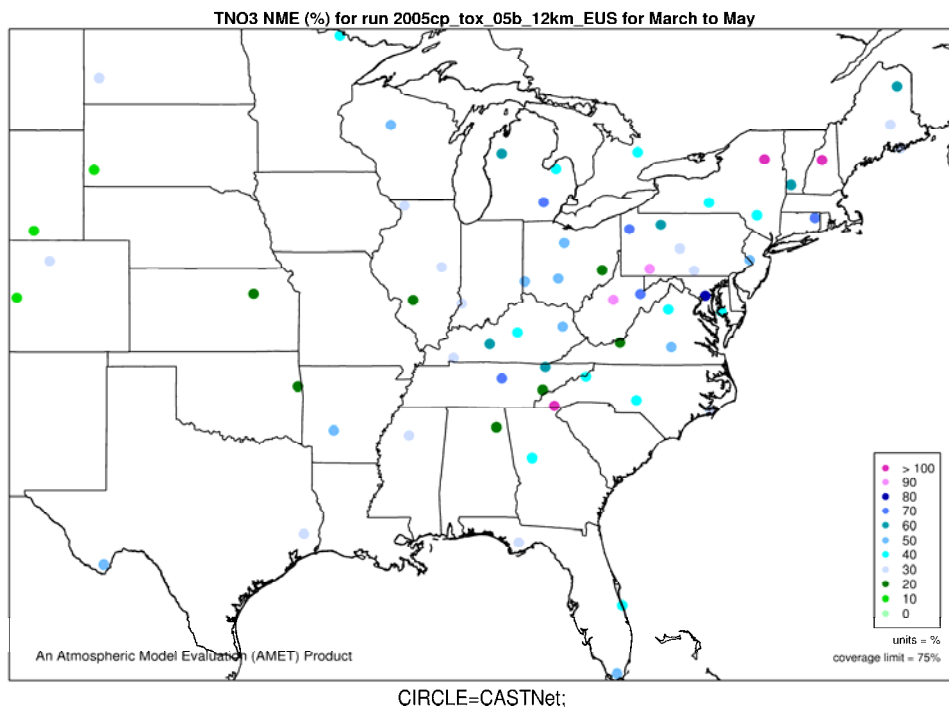 TNO3 NME (%) for run 2005cp_tox_05b_12km_EUS for March to May
> 100
90
80
70
60
50
40
30
20
10
0
units = %
coverage limit = 75%
An Atmospheric Model Evaluation (AMET) Product
CIRCLE=CASTNet;